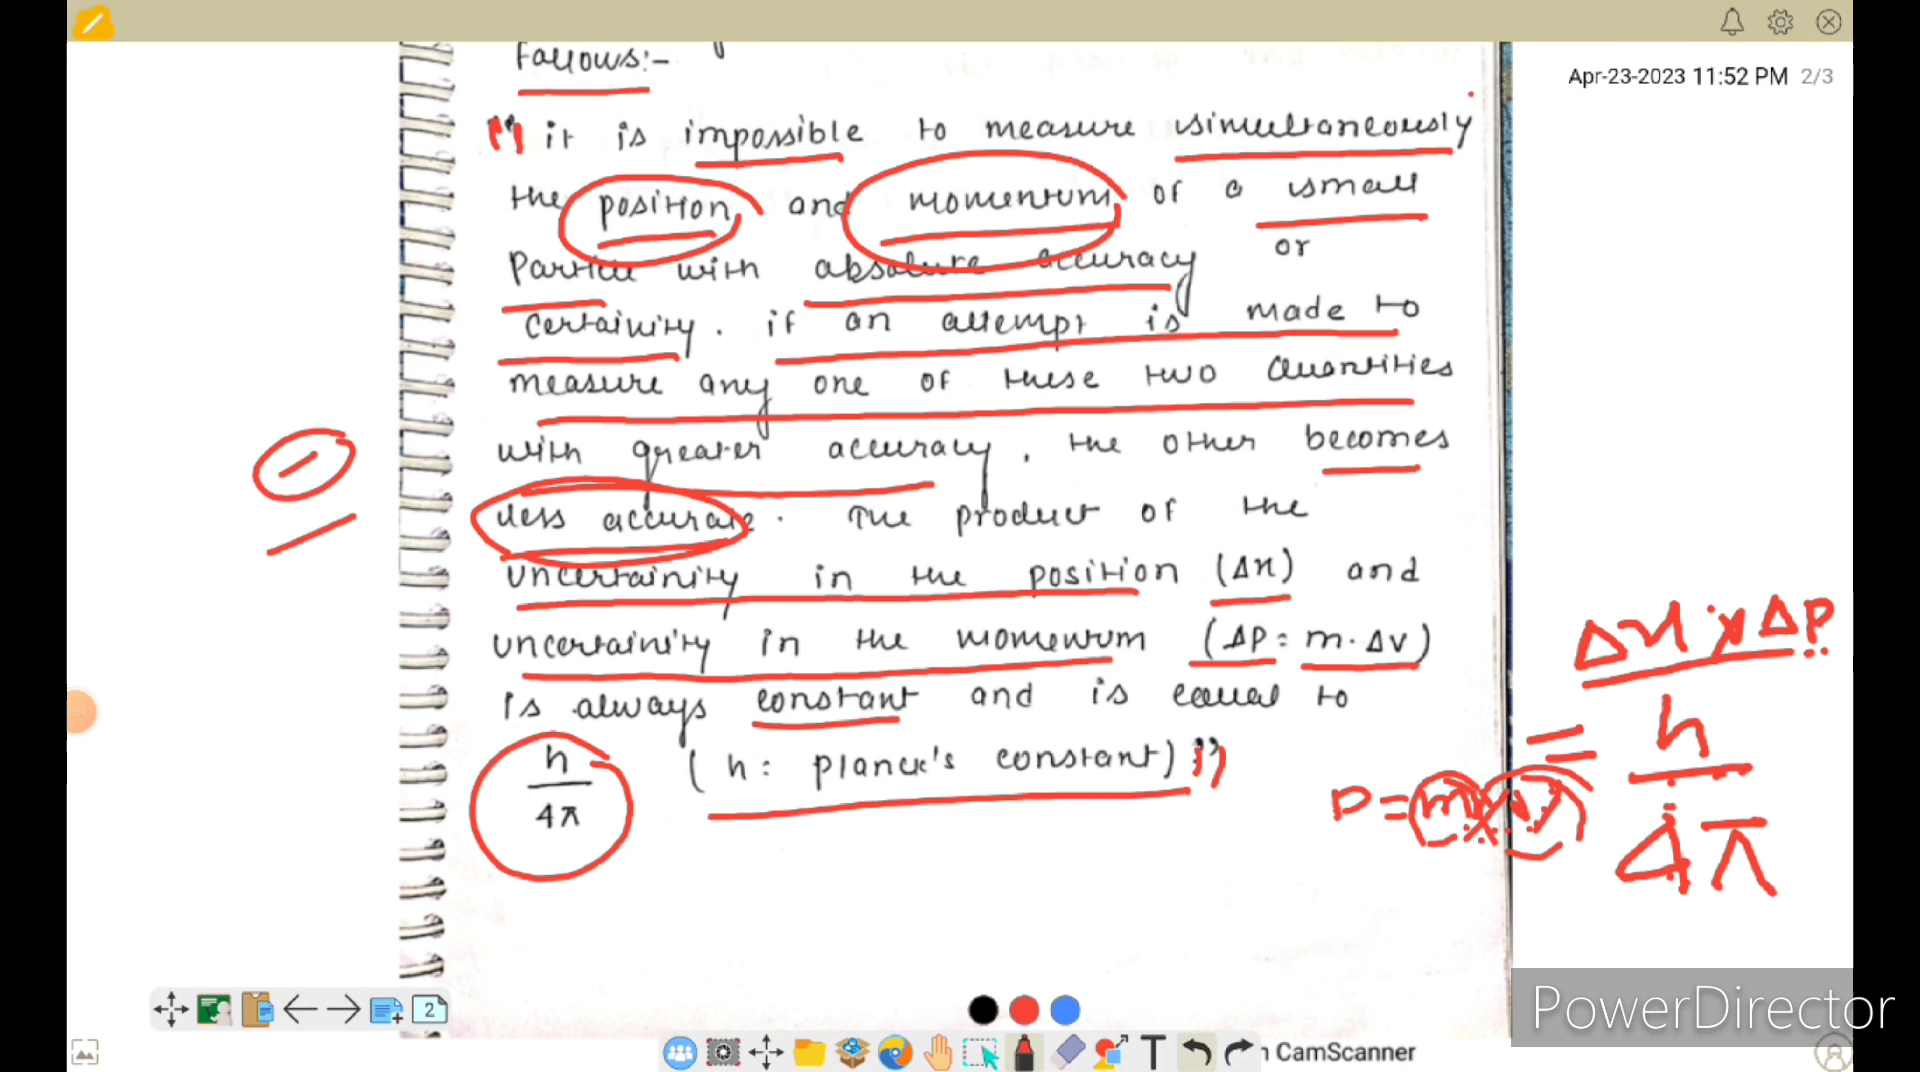 Follows:-
Apr-23-2023 11:52 PM 2/3
" it is impossible to measure simultaneously
the position and momentum of a small
Particle with absolute accuracy or
certainity. if an attempt is made to
measure any one of these two quantities
with greater accuracy, the other becomes
less accurate. The product of the
uncertainity in the position (Δx) and
uncertainity in the momentum (ΔP = m.Δv)
is always constant and is equal to
h/4π (h: planck's constant)"
Δx × ΔP
= h/4π
P = m × v
PowerDirector
2
T
CamScanner